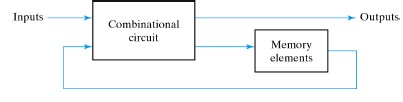 Inputs
Combinational
circuit
Outputs
Memory
elements